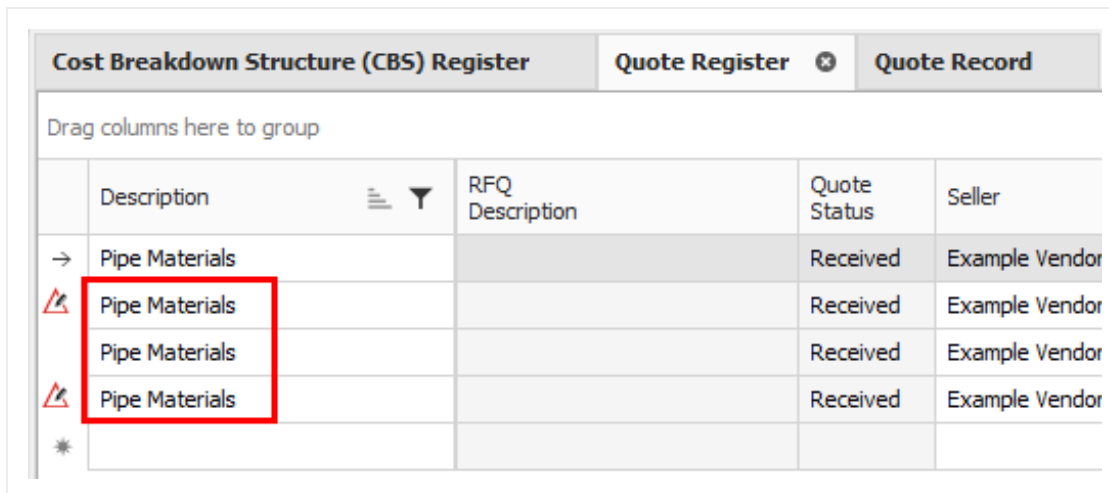 Cost Breakdown Structure (CBS) Register Quote Register Quote Record
Drag columns here to group
Description RFQ Description Quote Status Seller
Pipe Materials Received Example Vendor
Pipe Materials Received Example Vendor
Pipe Materials Received Example Vendor
Pipe Materials Received Example Vendor